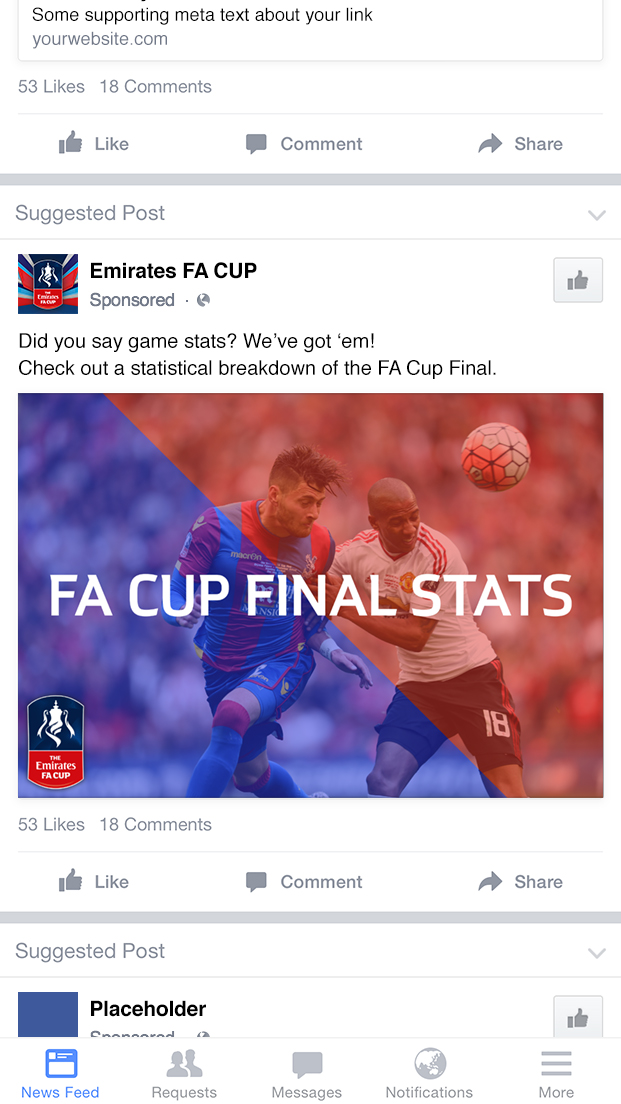 Some supporting meta text about your link
yourwebsite.com
53 Likes 18 Comments
Like Comment Share
Suggested Post
Emirates FA CUP
Sponsored ·
THE
Emirates
FA CUP
Did you say game stats? We’ve got ‘em!
Check out a statistical breakdown of the FA Cup Final.
macron
FA CUP FINAL STATS
18
THE
Emirates
FA CUP
53 Likes 18 Comments
Like Comment Share
Suggested Post
Placeholder
Sponsored
News Feed Requests Messages Notifications More